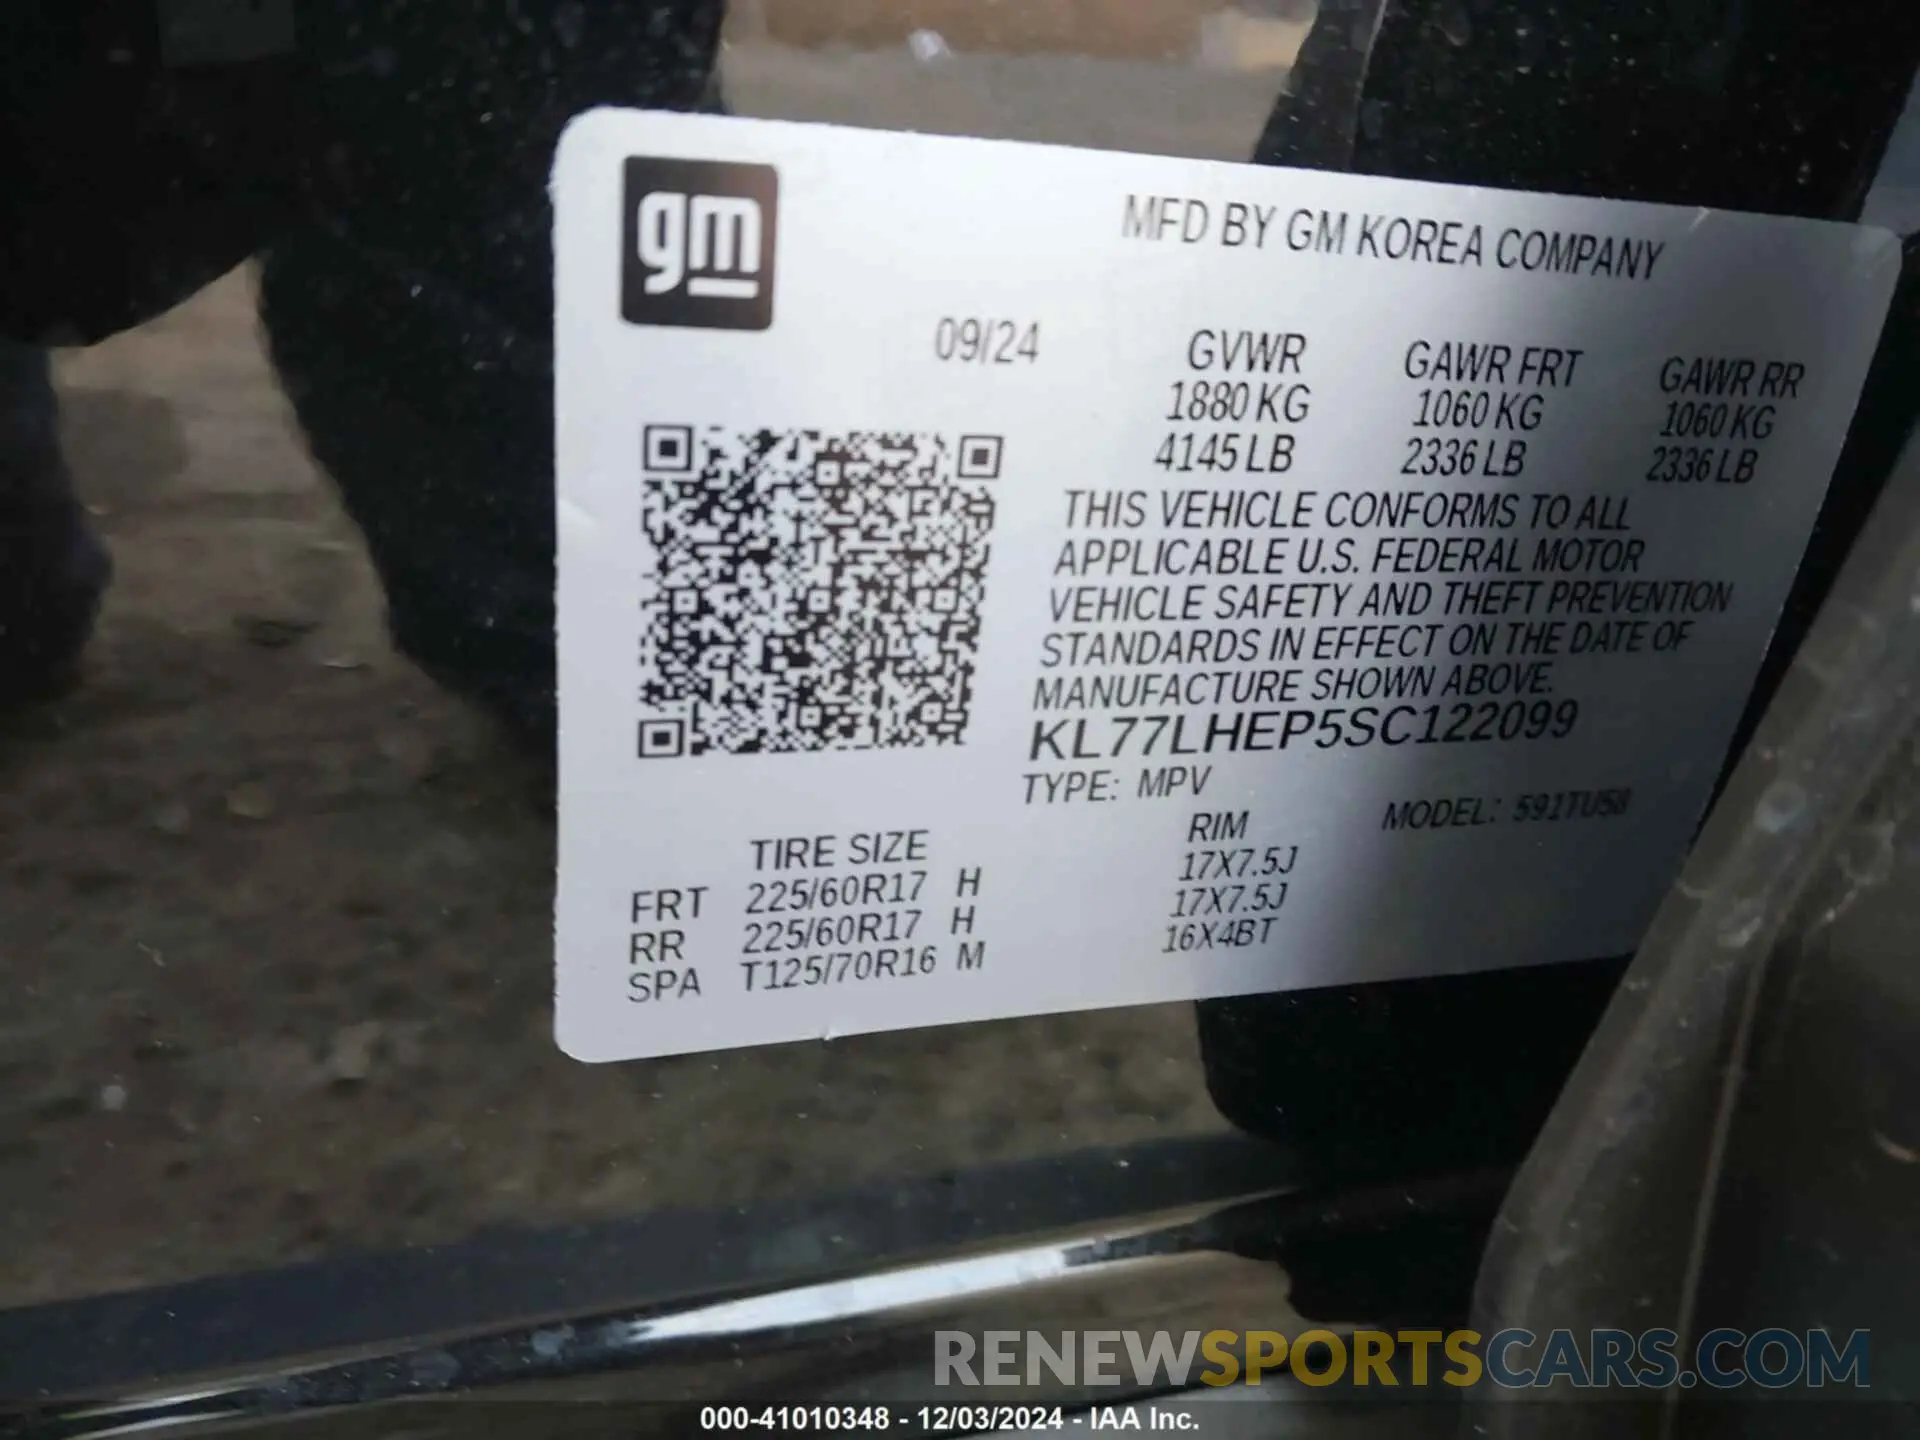 gm
MFD BY GM KOREA COMPANY
09/24
GVWR GAWR FRT GAWR RR
1880 KG 1060 KG 1060 KG
4145 LB 2336 LB 2336 LB
THIS VEHICLE CONFORMS TO ALL
APPLICABLE U.S. FEDERAL MOTOR
VEHICLE SAFETY AND THEFT PREVENTION
STANDARDS IN EFFECT ON THE DATE OF
MANUFACTURE SHOWN ABOVE.
KL77LHEP5SC122099
TYPE: MPV MODEL: 591TU58
TIRE SIZE RIM
FRT 225/60R17 H 17X7.5J
RR 225/60R17 H 17X7.5J
SPA T125/70R16 M 16X4BT
RENEWSPORTSCARS.COM
000-41010348 - 12/03/2024 - IAA Inc.